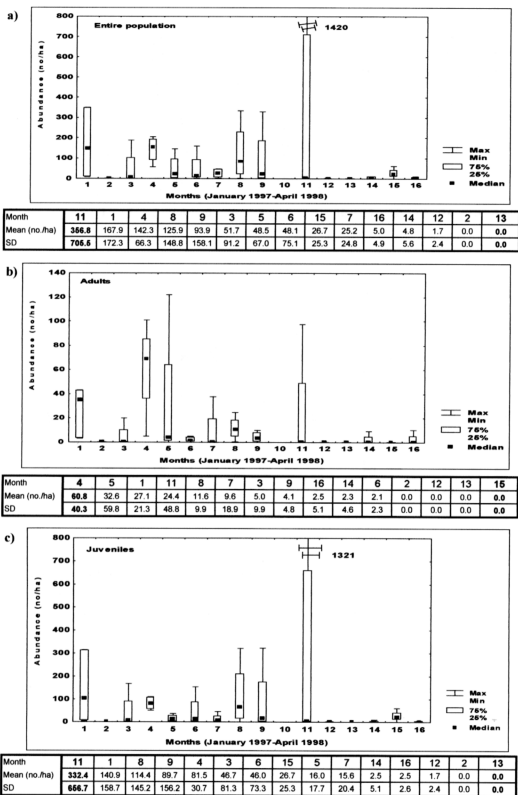 a)
Entire population
1420
Abundance (no/ha)
800
700
600
500
400
300
200
100
0
1 2 3 4 5 6 7 8 9 10 11 12 13 14 15 16
Months (January 1997-April 1998)
Max
Min
75%
25%
Median
Month 11 1 4 8 9 3 5 6 15 7 16 14 12 2 13
Mean (no./ha) 356.8 167.9 142.3 125.9 93.9 51.7 48.5 48.1 26.7 25.2 5.0 4.8 1.7 0.0 0.0
SD 705.5 172.3 66.3 148.8 158.1 91.2 67.0 75.1 25.3 24.8 4.9 5.6 2.4 0.0 0.0
b)
Adults
Abundance (no/ha)
140
120
100
80
60
40
20
0
1 2 3 4 5 6 7 8 9 10 11 12 13 14 15 16
Months (January 1997-April 1998)
Max
Min
75%
25%
Median
Month 4 5 1 11 8 7 3 9 16 14 6 2 12 13 15
Mean (no./ha) 60.8 32.6 27.1 24.4 11.6 9.6 5.0 4.1 2.5 2.3 2.1 0.0 0.0 0.0 0.0
SD 40.3 59.8 21.3 48.8 9.9 18.9 9.9 4.8 5.1 4.6 2.3 0.0 0.0 0.0 0.0
c)
Juveniles
1321
Abundance (no/ha)
800
700
600
500
400
300
200
100
0
1 2 3 4 5 6 7 8 9 10 11 12 13 14 15 16
Months (January 1997-April 1998)
Max
Min
75%
25%
Median
Month 11 1 8 9 4 3 6 15 5 7 14 16 12 2 13
Mean (no./ha) 332.4 140.9 114.4 89.7 81.5 46.7 46.0 26.7 16.0 15.6 2.5 2.5 1.7 0.0 0.0
SD 656.7 158.7 145.2 156.2 30.7 81.3 73.3 25.3 17.7 20.4 5.1 2.6 2.4 0.0 0.0